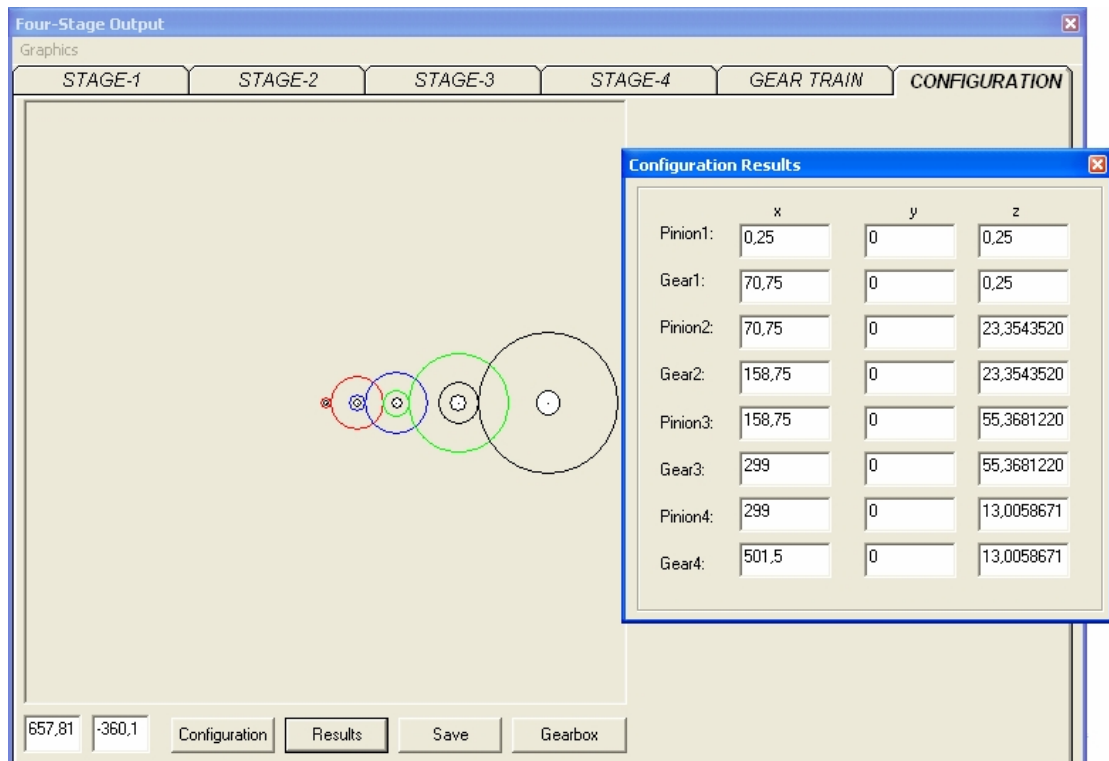 Four-Stage Output
Graphics
STAGE-1 STAGE-2 STAGE-3 STAGE-4 GEAR TRAIN CONFIGURATION
Configuration Results
x y z
Pinion1: 0,25 0 0,25
Gear1: 70,75 0 0,25
Pinion2: 70,75 0 23,3543520
Gear2: 158,75 0 23,3543520
Pinion3: 158,75 0 55,3681220
Gear3: 299 0 55,3681220
Pinion4: 299 0 13,0058671
Gear4: 501,5 0 13,0058671
657,81 -360,1 Configuration Results Save Gearbox